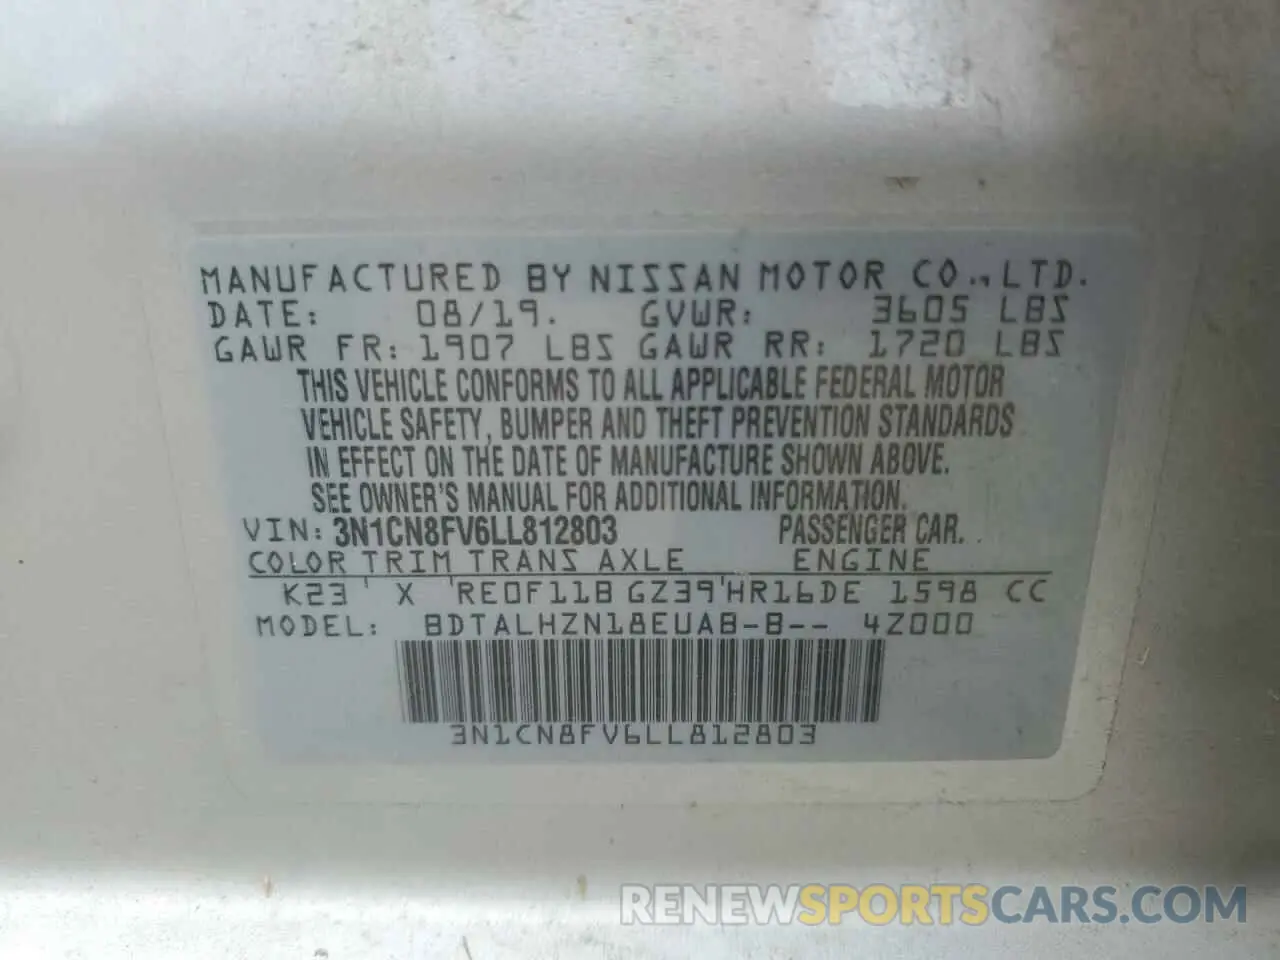 MANUFACTURED BY NISSAN MOTOR CO., LTD.
DATE: 08/19. GVWR: 3605 LBS
GAWR FR: 1907 LBS GAWR RR: 1720 LBS
THIS VEHICLE CONFORMS TO ALL APPLICABLE FEDERAL MOTOR
VEHICLE SAFETY, BUMPER AND THEFT PREVENTION STANDARDS
IN EFFECT ON THE DATE OF MANUFACTURE SHOWN ABOVE.
SEE OWNER'S MANUAL FOR ADDITIONAL INFORMATION.
VIN: 3N1CN8FV6LL812803 PASSENGER CAR.
COLOR TRIM TRANS AXLE ENGINE
K23 ' X 'RE0F11B GZ39'HR16DE 1598 CC
MODEL: BDTALHZN18EUAB-B-- 4Z000
3N1CN8FV6LL812803
RENEWSPORTSCARS.COM